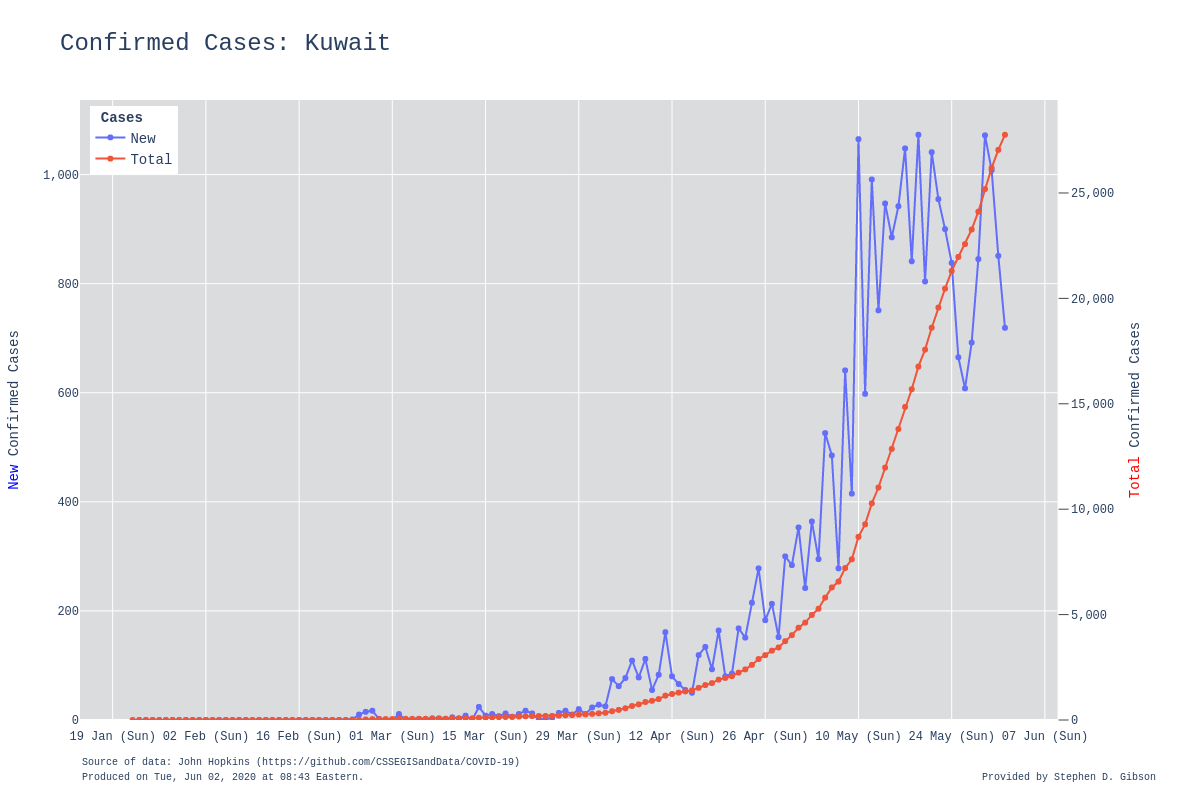 Confirmed Cases: Kuwait
Cases
New
Total
1,000
800
600
400
200
0
25,000
20,000
15,000
10,000
5,000
0
New Confirmed Cases
Total Confirmed Cases
19 Jan (Sun) 02 Feb (Sun) 16 Feb (Sun) 01 Mar (Sun) 15 Mar (Sun) 29 Mar (Sun) 12 Apr (Sun) 26 Apr (Sun) 10 May (Sun) 24 May (Sun) 07 Jun (Sun)
Source of data: John Hopkins (https://github.com/CSSEGISandData/COVID-19)
Produced on Tue, Jun 02, 2020 at 08:43 Eastern.
Provided by Stephen D. Gibson